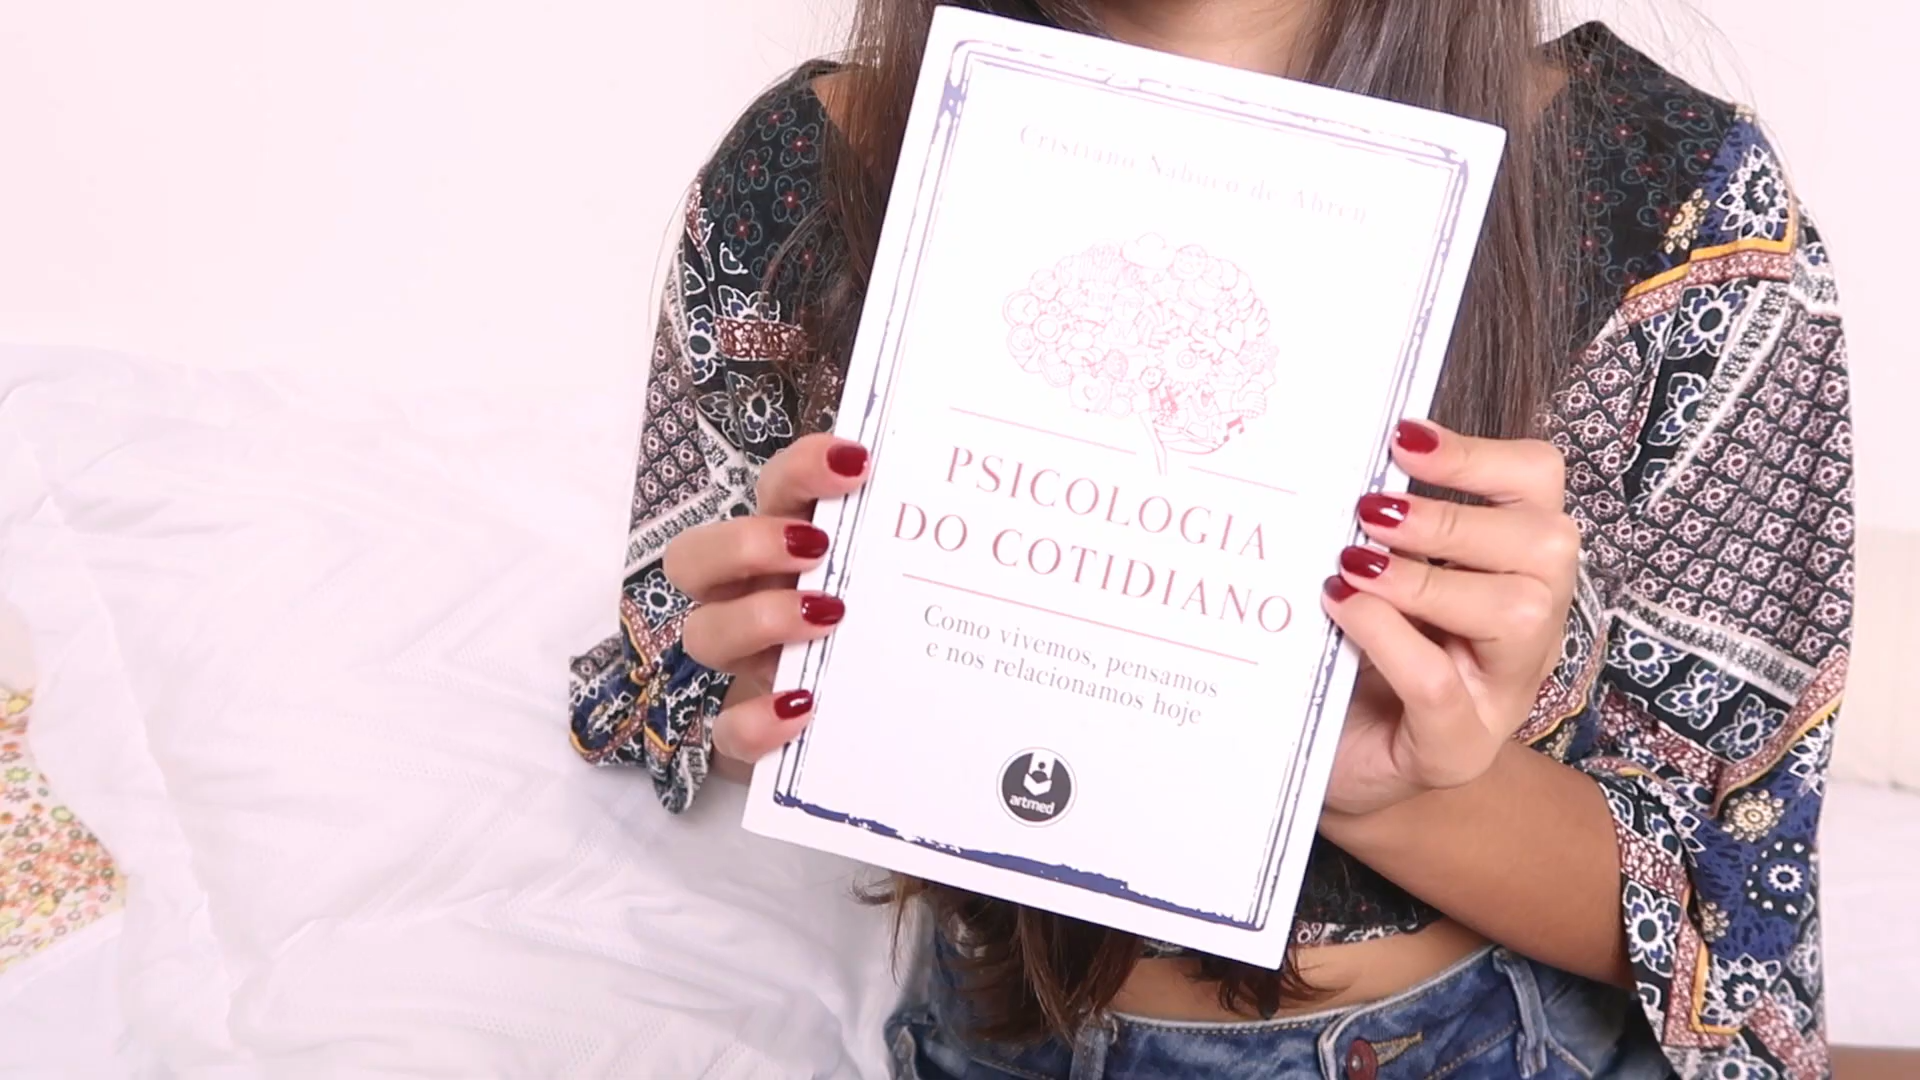 Cristiano Nabuco de Abreu
PSICOLOGIA
DO COTIDIANO
Como vivemos, pensamos
e nos relacionamos hoje
artmed